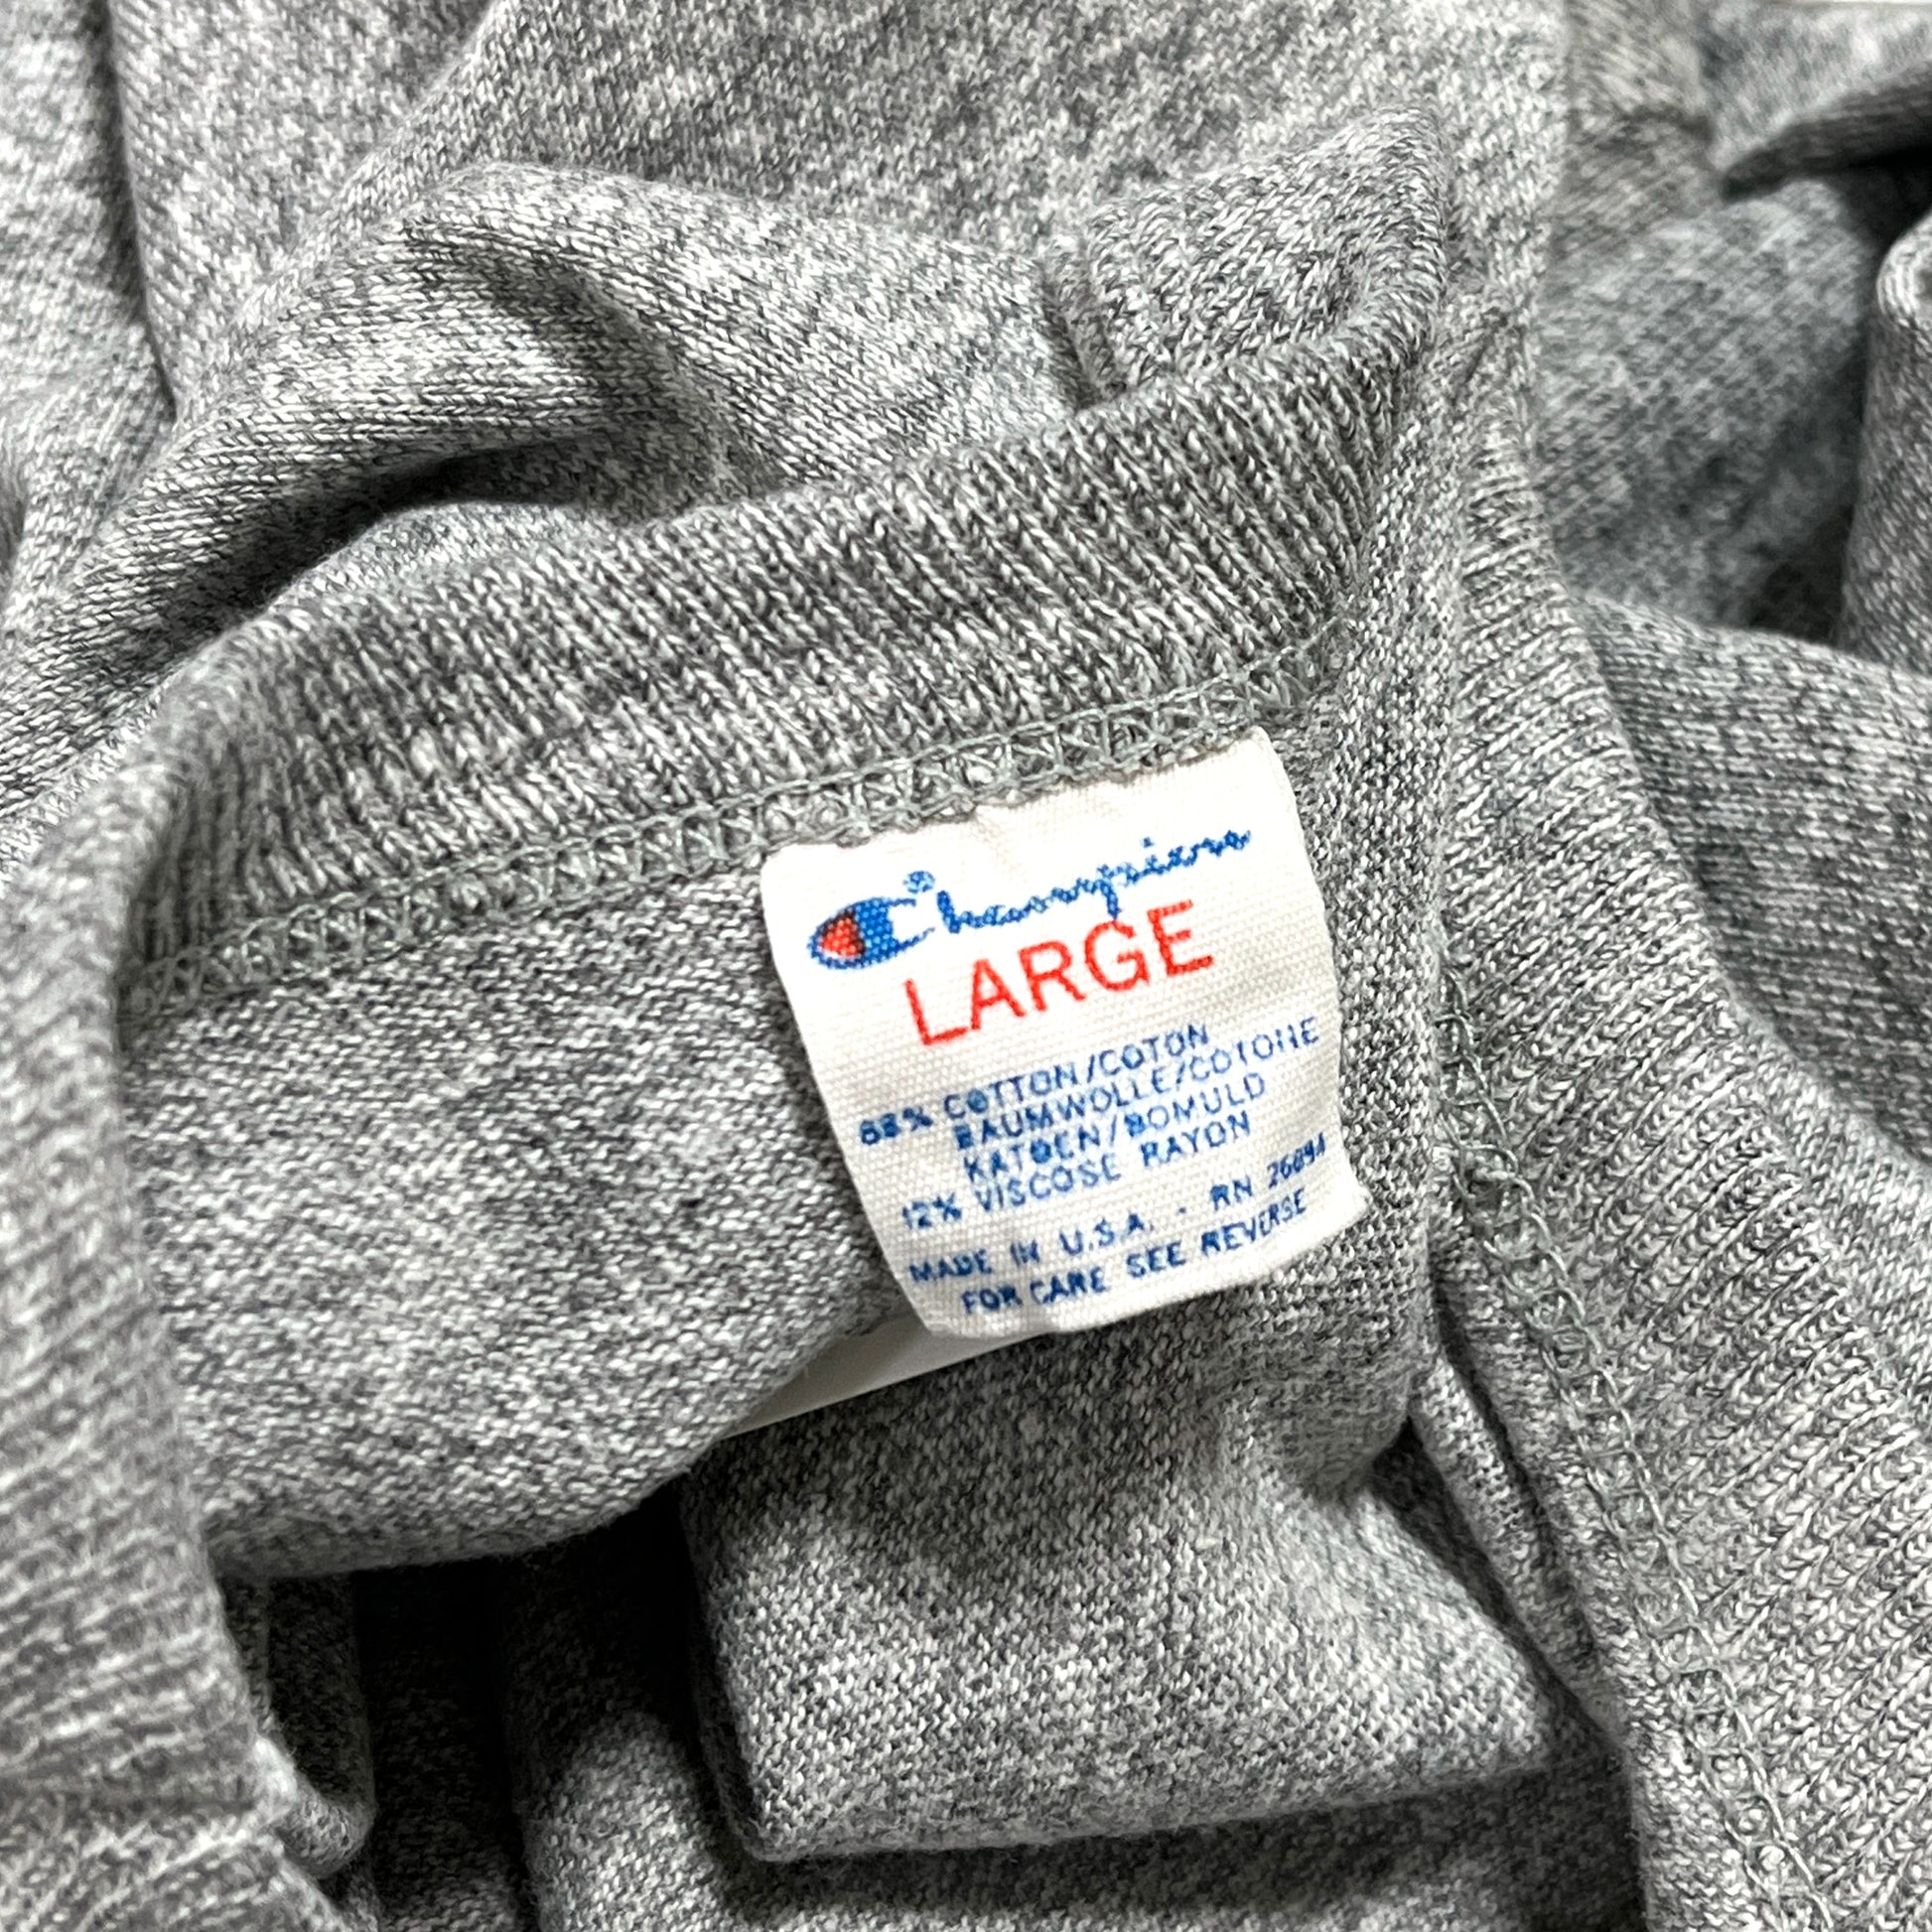 Champion
LARGE
88% COTTON/COTON
BAUMWOLLE/COTONE
KATOEN/BOMULD
12% VISCOSE RAYON
MADE IN U.S.A. - RN 26094
FOR CARE SEE REVERSE